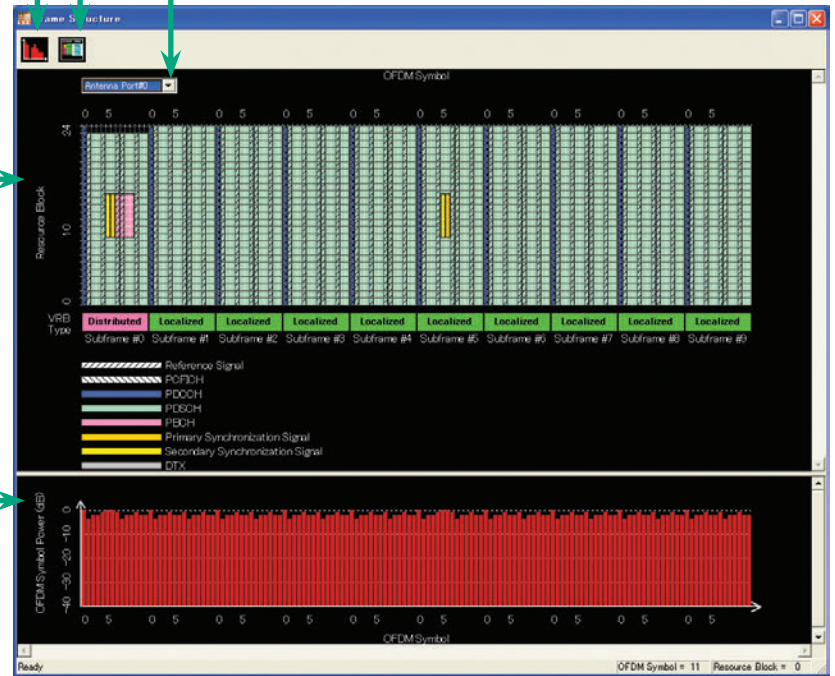 Frame Structure
OFDM Symbol
Antenna Port#0
0 5 0 5 0 5 0 5 0 5 0 5 0 5 0 5 0 5 0 5
24
10
0
Resource Block
VRB Type
Distributed Localized Localized Localized Localized Localized Localized Localized Localized Localized
Subframe #0 Subframe #1 Subframe #2 Subframe #3 Subframe #4 Subframe #5 Subframe #6 Subframe #7 Subframe #8 Subframe #9
Reference Signal
PCFICH
PDCCH
PDSCH
PBCH
Primary Synchronization Signal
Secondary Synchronization Signal
DTX
OFDM Symbol Power (dB)
0
-10
-20
-30
-40
0 5 0 5 0 5 0 5 0 5 0 5 0 5 0 5 0 5 0 5
OFDM Symbol
Ready
OFDM Symbol = 11 Resource Block = 0